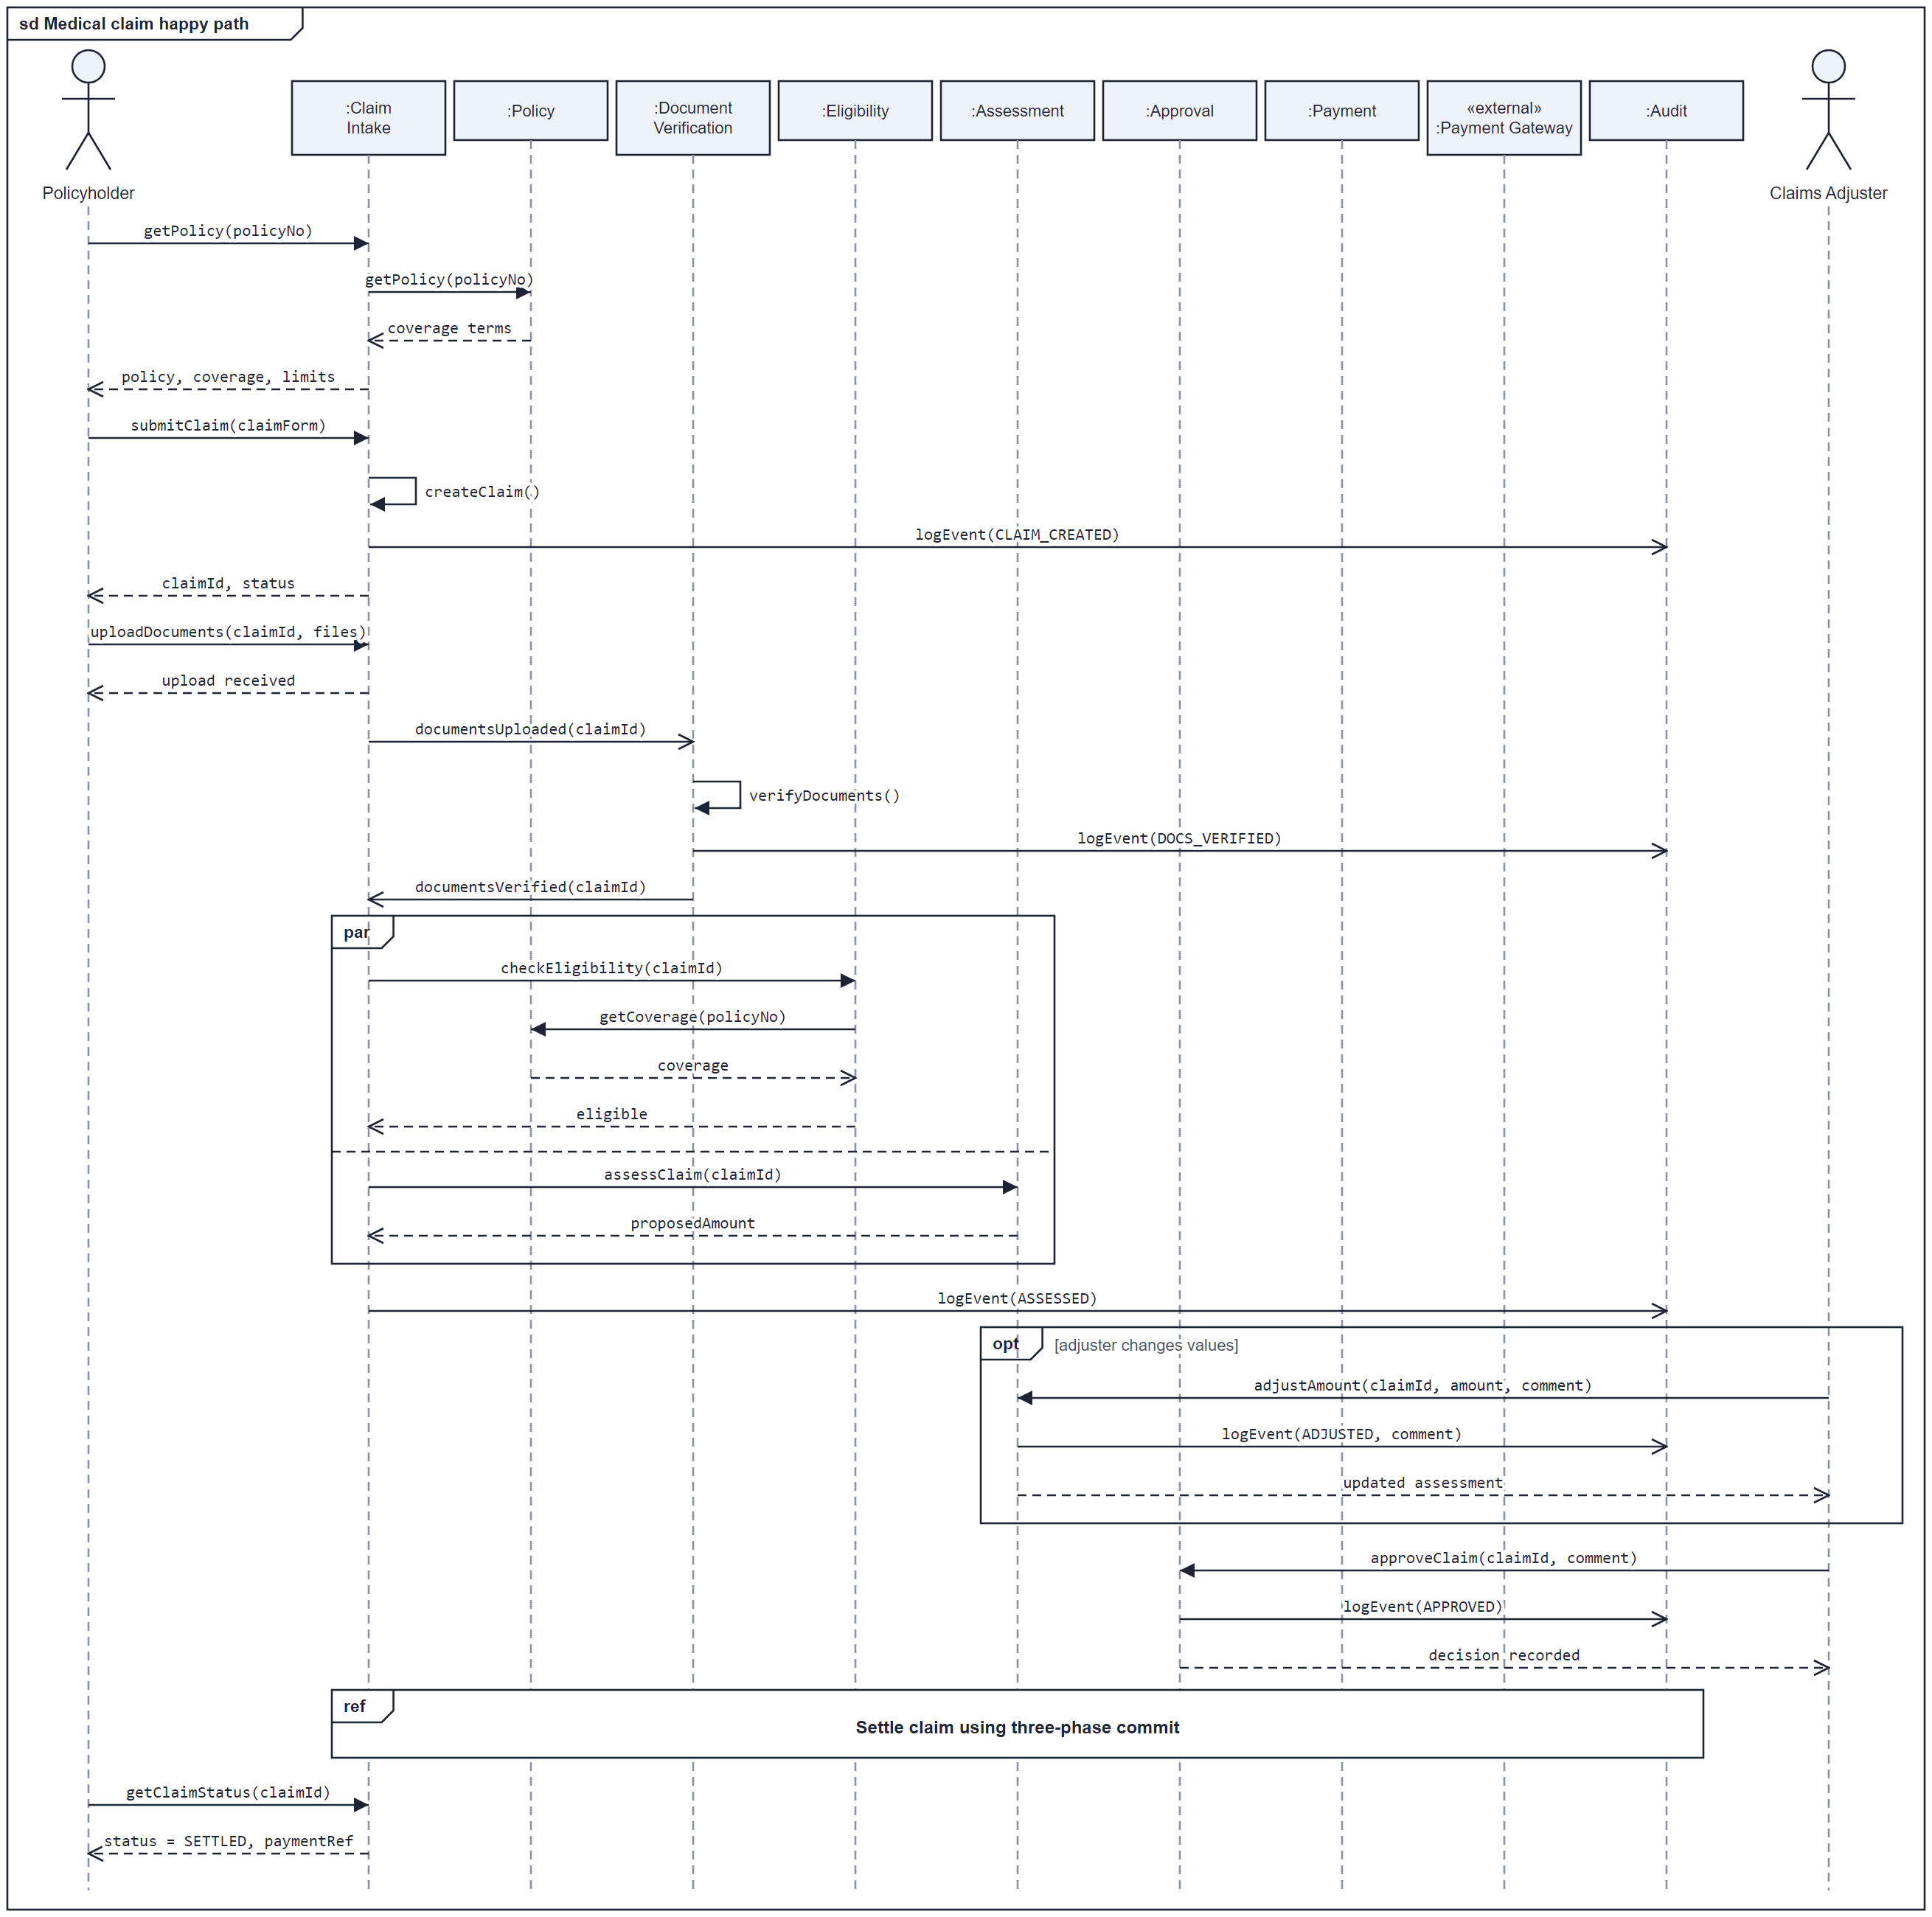 sd Medical claim happy path
:Claim
Intake
:Policy
:Document
Verification
:Eligibility
:Assessment
:Approval
:Payment
«external»
:Payment Gateway
:Audit
Policyholder
Claims Adjuster
getPolicy(policyNo)
getPolicy(policyNo)
coverage terms
policy, coverage, limits
submitClaim(claimForm)
createClaim()
logEvent(CLAIM_CREATED)
claimId, status
uploadDocuments(claimId, files)
upload received
documentsUploaded(claimId)
verifyDocuments()
logEvent(DOCS_VERIFIED)
documentsVerified(claimId)
par
checkEligibility(claimId)
getCoverage(policyNo)
coverage
eligible
assessClaim(claimId)
proposedAmount
logEvent(ASSESSED)
opt
[adjuster changes values]
adjustAmount(claimId, amount, comment)
logEvent(ADJUSTED, comment)
updated assessment
approveClaim(claimId, comment)
logEvent(APPROVED)
decision recorded
ref
Settle claim using three-phase commit
getClaimStatus(claimId)
status = SETTLED, paymentRef